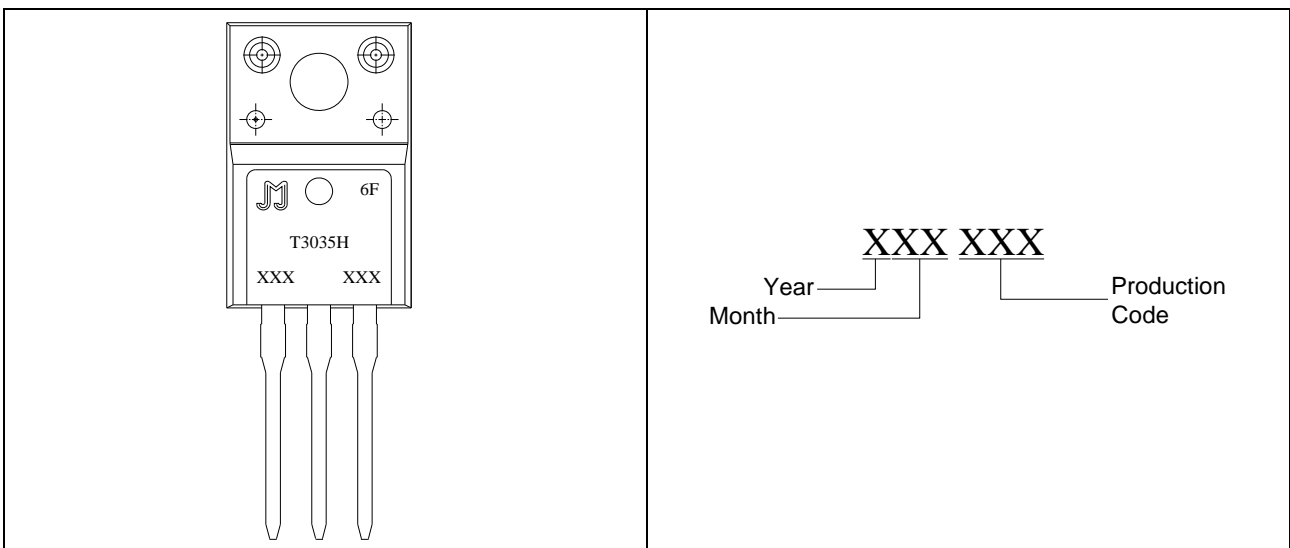 6F
T3035H
XXX XXX
XXX XXX
Year
Month
Production
Code